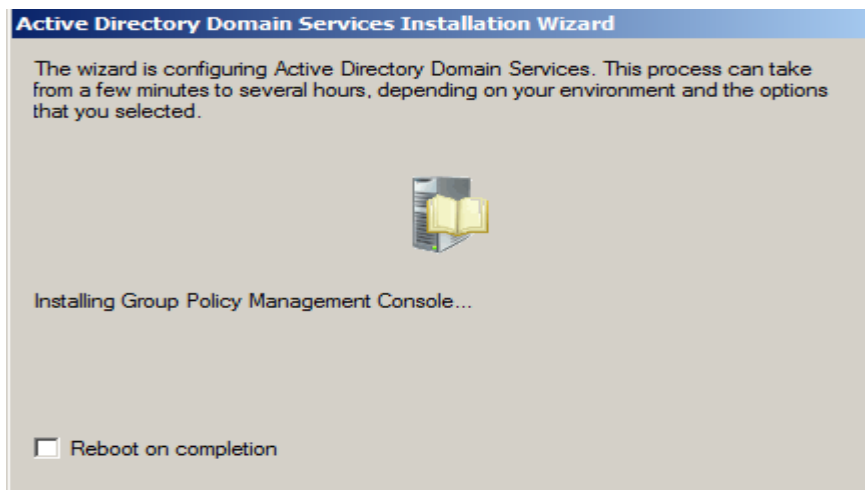 Active Directory Domain Services Installation Wizard
The wizard is configuring Active Directory Domain Services. This process can take
from a few minutes to several hours, depending on your environment and the options
that you selected.
Installing Group Policy Management Console...
Reboot on completion